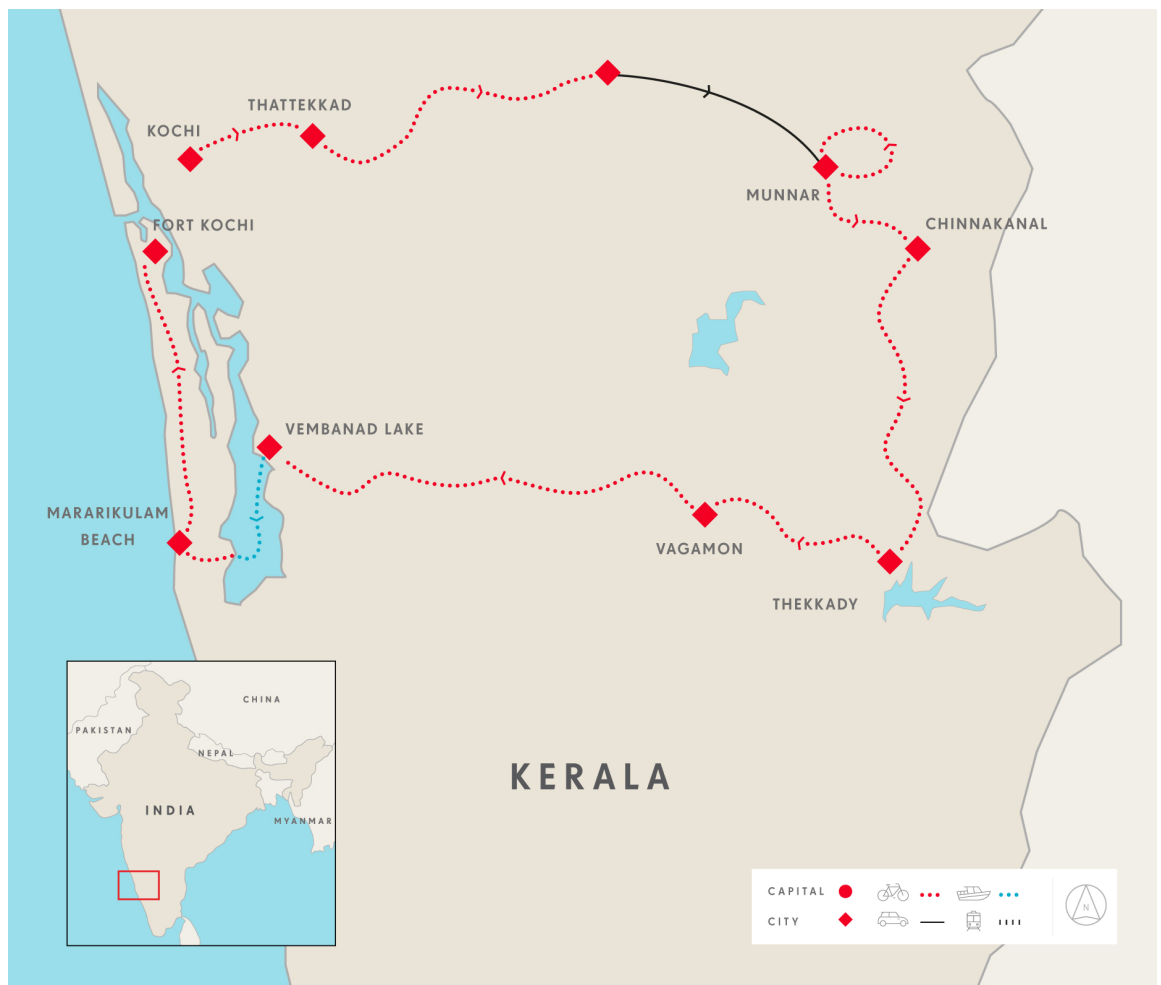 THATTEKKAD
KOCHI
MUNNAR
FORT KOCHI
CHINNAKANAL
VEMBANAD LAKE
MARARIKULAM
BEACH
VAGAMON
THEKKADY
KERALA
CHINA
PAKISTAN
NEPAL
INDIA
MYANMAR
CAPITAL
CITY
N